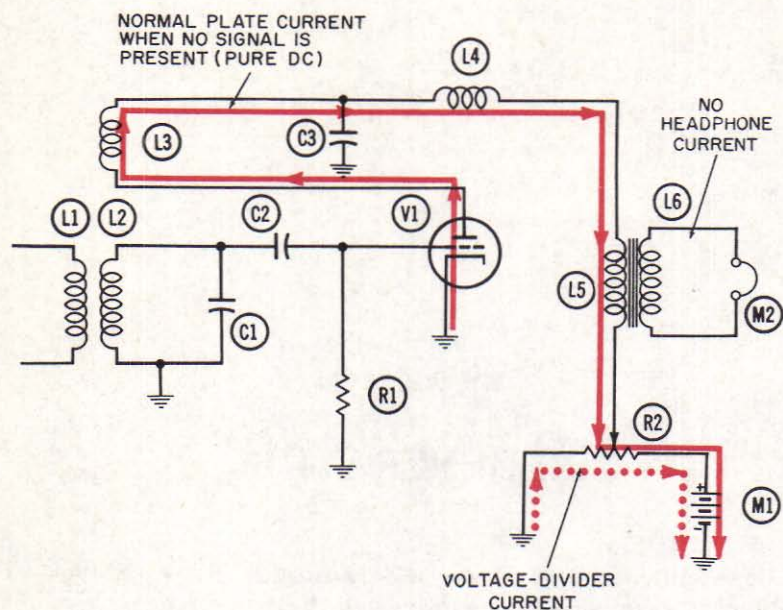 NORMAL PLATE CURRENT
WHEN NO SIGNAL IS
PRESENT (PURE DC)
L4
NO
HEADPHONE
CURRENT
L3
C3
L1
L2
C2
V1
L6
L5
C1
M2
R1
R2
+
-
M1
VOLTAGE-DIVIDER
CURRENT